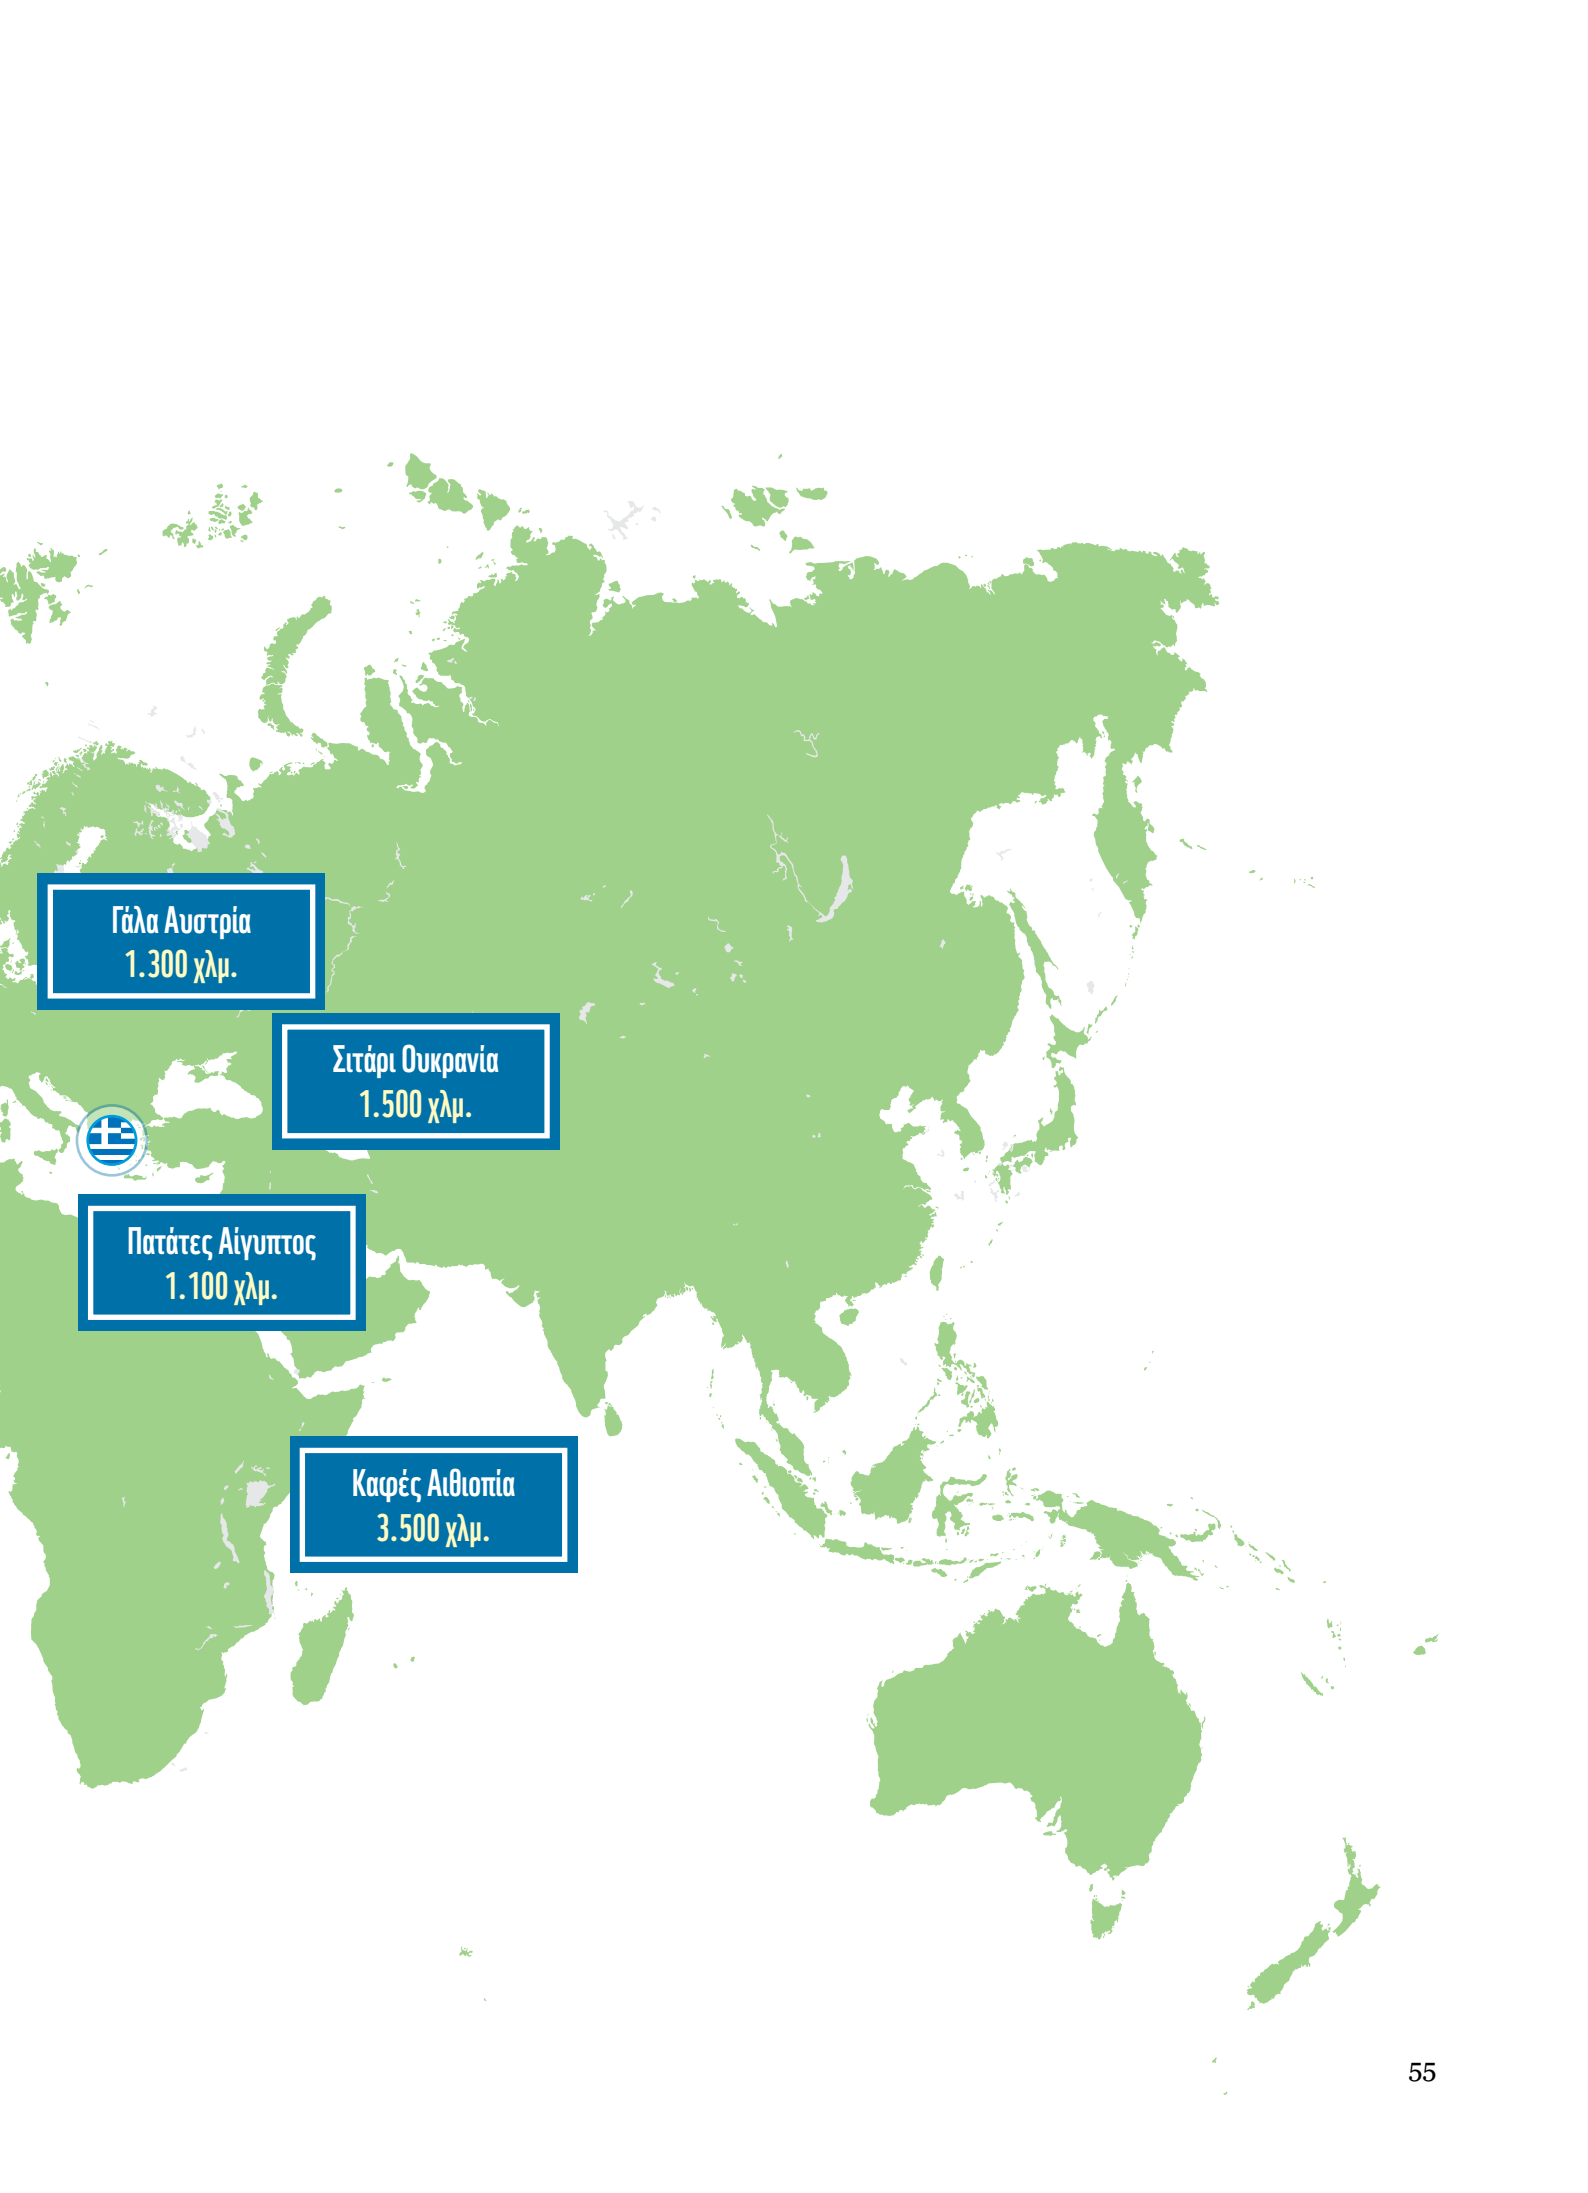 Γάλα Αυστρία
1.300 χλμ.
Σιτάρι Ουκρανία
1.500 χλμ.
Πατάτες Αίγυπτος
1.100 χλμ.
Καφές Αιθιοπία
3.500 χλμ.
55